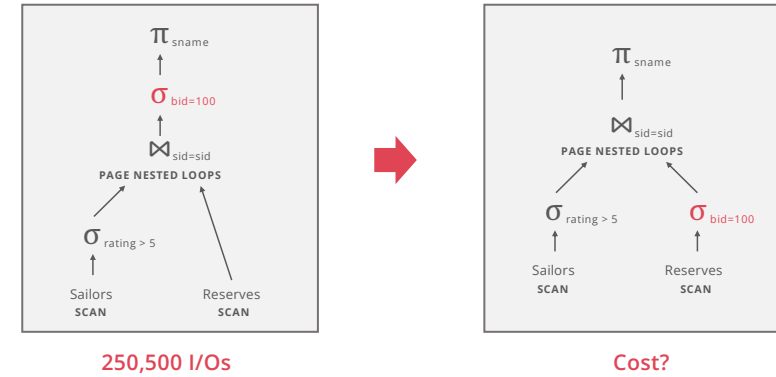 π sname
σ bid=100
⋈ sid=sid
PAGE NESTED LOOPS
σ rating > 5
Sailors
SCAN
Reserves
SCAN
250,500 I/Os
π sname
⋈ sid=sid
PAGE NESTED LOOPS
σ rating > 5
σ bid=100
Sailors
SCAN
Reserves
SCAN
Cost?